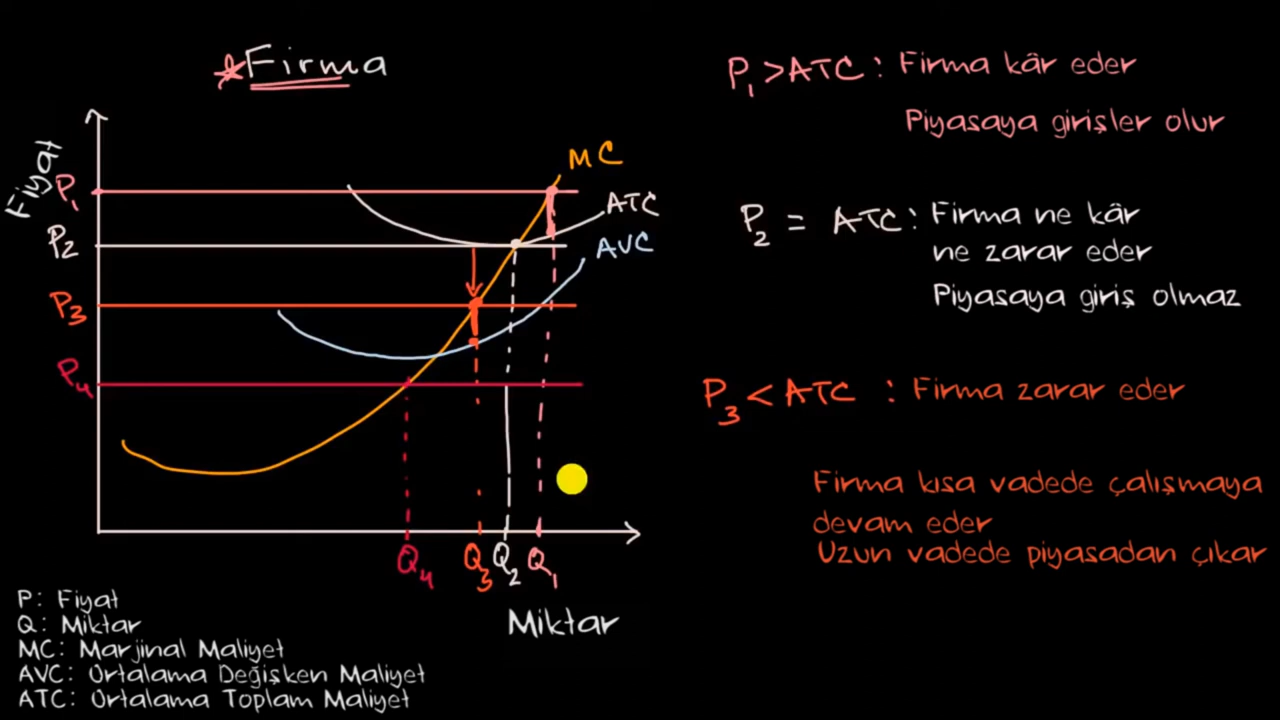 *Firma
Fiyat
P1
P2
P3
P4
MC
ATC
AVC
Q4
Q3
Q2
Q1
Miktar
P: Fiyat
Q: Miktar
MC: Marjinal Maliyet
AVC: Ortalama Değişken Maliyet
ATC: Ortalama Toplam Maliyet
P1 > ATC : Firma kâr eder
Piyasaya girişler olur
P2 = ATC: Firma ne kâr
ne zarar eder
Piyasaya giriş olmaz
P3 < ATC : Firma zarar eder
Firma kısa vadede çalışmaya
devam eder
Uzun vadede piyasadan çıkar